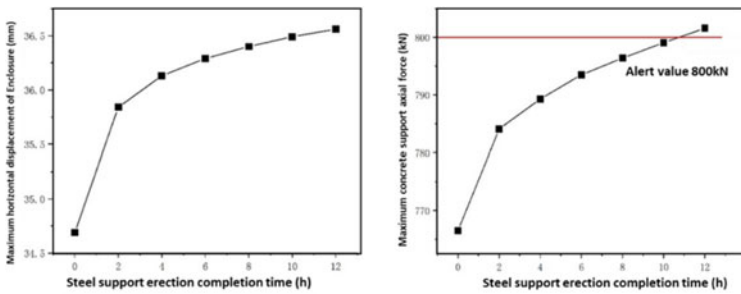 Maximum horizontal displacement of Enclosure (mm)
36.5
36.0
35.5
35.0
34.5
0 2 4 6 8 10 12
Steel support erection completion time (h)
Maximum concrete support axial force (kN)
800
790
780
770
Alert value 800kN
0 2 4 6 8 10 12
Steel support erection completion time (h)